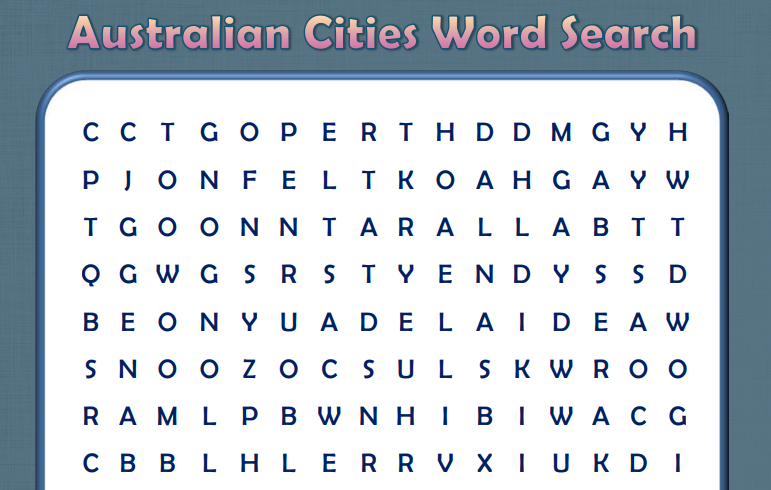 Australian Cities Word Search
C C T G O P E R T H D D M G Y H
P J O N F E L T K O A H G A Y W
T G O O N N T A R A L L A B T T
Q G W G S R S T Y E N D Y S S D
B E O N Y U A D E L A I D E A W
S N O O Z O C S U L S K W R O O
R A M L P B W N H I B I W A C G
C B B L H L E R R V X I U K D I